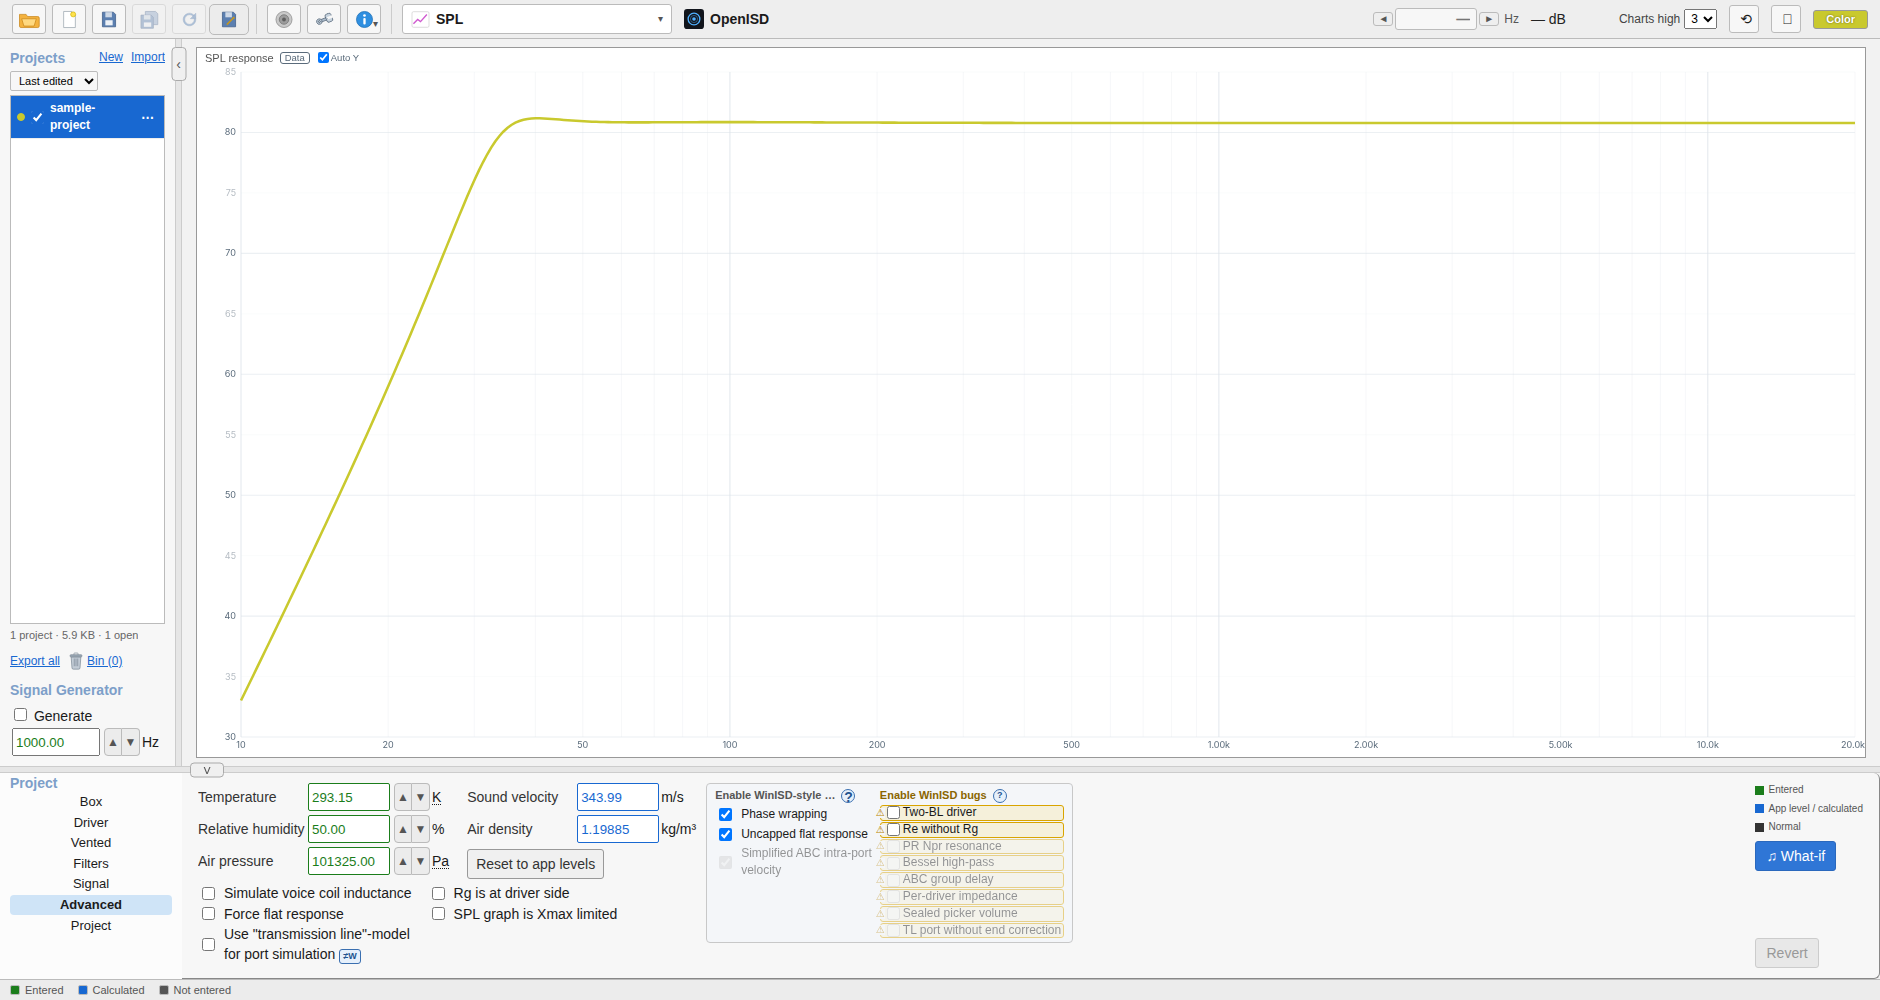 SPL
OpenISD
—
Hz
— dB
Charts high
3
Color
Projects
New
Import
Last edited
sample-project
...
1 project · 5.9 KB · 1 open
Export all
Bin (0)
Signal Generator
Generate
1000.00
Hz
SPL response
Data
Auto Y
85
80
75
70
65
60
55
50
45
40
35
30
10
20
50
100
200
500
1.00k
2.00k
5.00k
10.0k
20.0k
V
Project
Box
Driver
Vented
Filters
Signal
Advanced
Project
Temperature
293.15
K
Relative humidity
50.00
%
Air pressure
101325.00
Pa
Sound velocity
343.99
m/s
Air density
1.19885
kg/m³
Reset to app levels
Simulate voice coil inductance
Force flat response
Use "transmission line"-model
for port simulation
≠W
Rg is at driver side
SPL graph is Xmax limited
Enable WinISD-style …
?
Phase wrapping
Uncapped flat response
Simplified ABC intra-port
velocity
Enable WinISD bugs
?
Two-BL driver
Re without Rg
PR Npr resonance
Bessel high-pass
ABC group delay
Per-driver impedance
Sealed picker volume
TL port without end correction
Entered
App level / calculated
Normal
♫ What-if
Revert
Entered
Calculated
Not entered